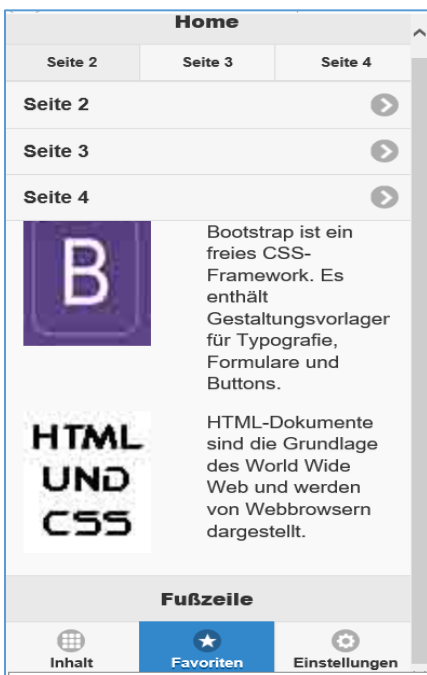 Home
Seite 2 Seite 3 Seite 4
Seite 2
Seite 3
Seite 4
B
Bootstrap ist ein
freies CSS-
Framework. Es
enthält
Gestaltungsvorlager
für Typografie,
Formulare und
Buttons.
HTML
UND
CSS
HTML-Dokumente
sind die Grundlage
des World Wide
Web und werden
von Webbrowsern
dargestellt.
Fußzeile
Inhalt Favoriten Einstellungen